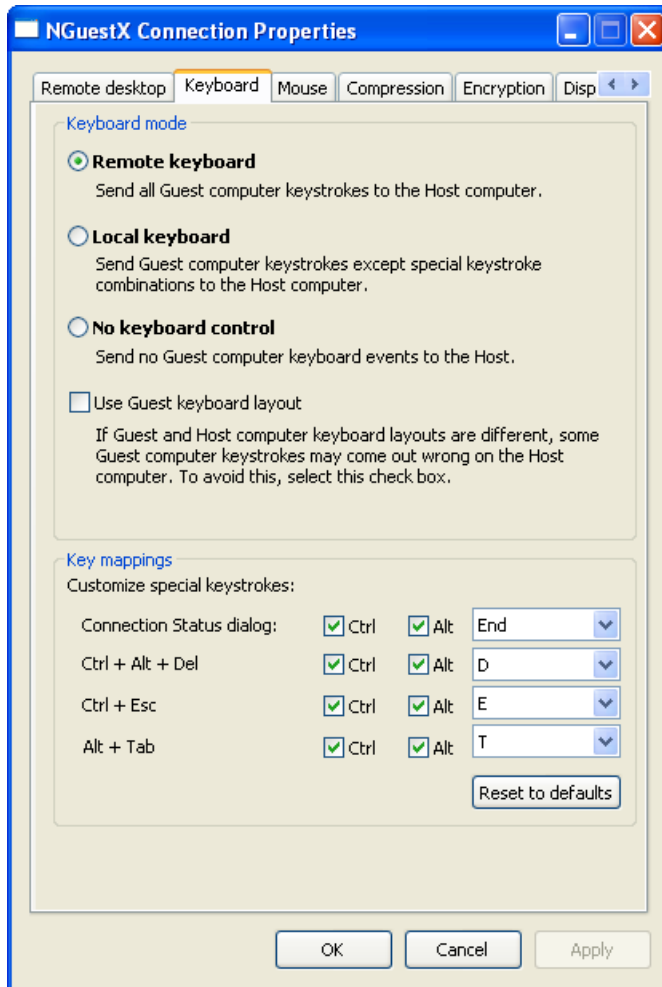 NGuestX Connection Properties
Remote desktop Keyboard Mouse Compression Encryption Disp
Keyboard mode
Remote keyboard
Send all Guest computer keystrokes to the Host computer.
Local keyboard
Send Guest computer keystrokes except special keystroke
combinations to the Host computer.
No keyboard control
Send no Guest computer keyboard events to the Host.
Use Guest keyboard layout
If Guest and Host computer keyboard layouts are different, some
Guest computer keystrokes may come out wrong on the Host
computer. To avoid this, select this check box.
Key mappings
Customize special keystrokes:
Connection Status dialog: Ctrl Alt End
Ctrl + Alt + Del Ctrl Alt D
Ctrl + Esc Ctrl Alt E
Alt + Tab Ctrl Alt T
Reset to defaults
OK Cancel Apply